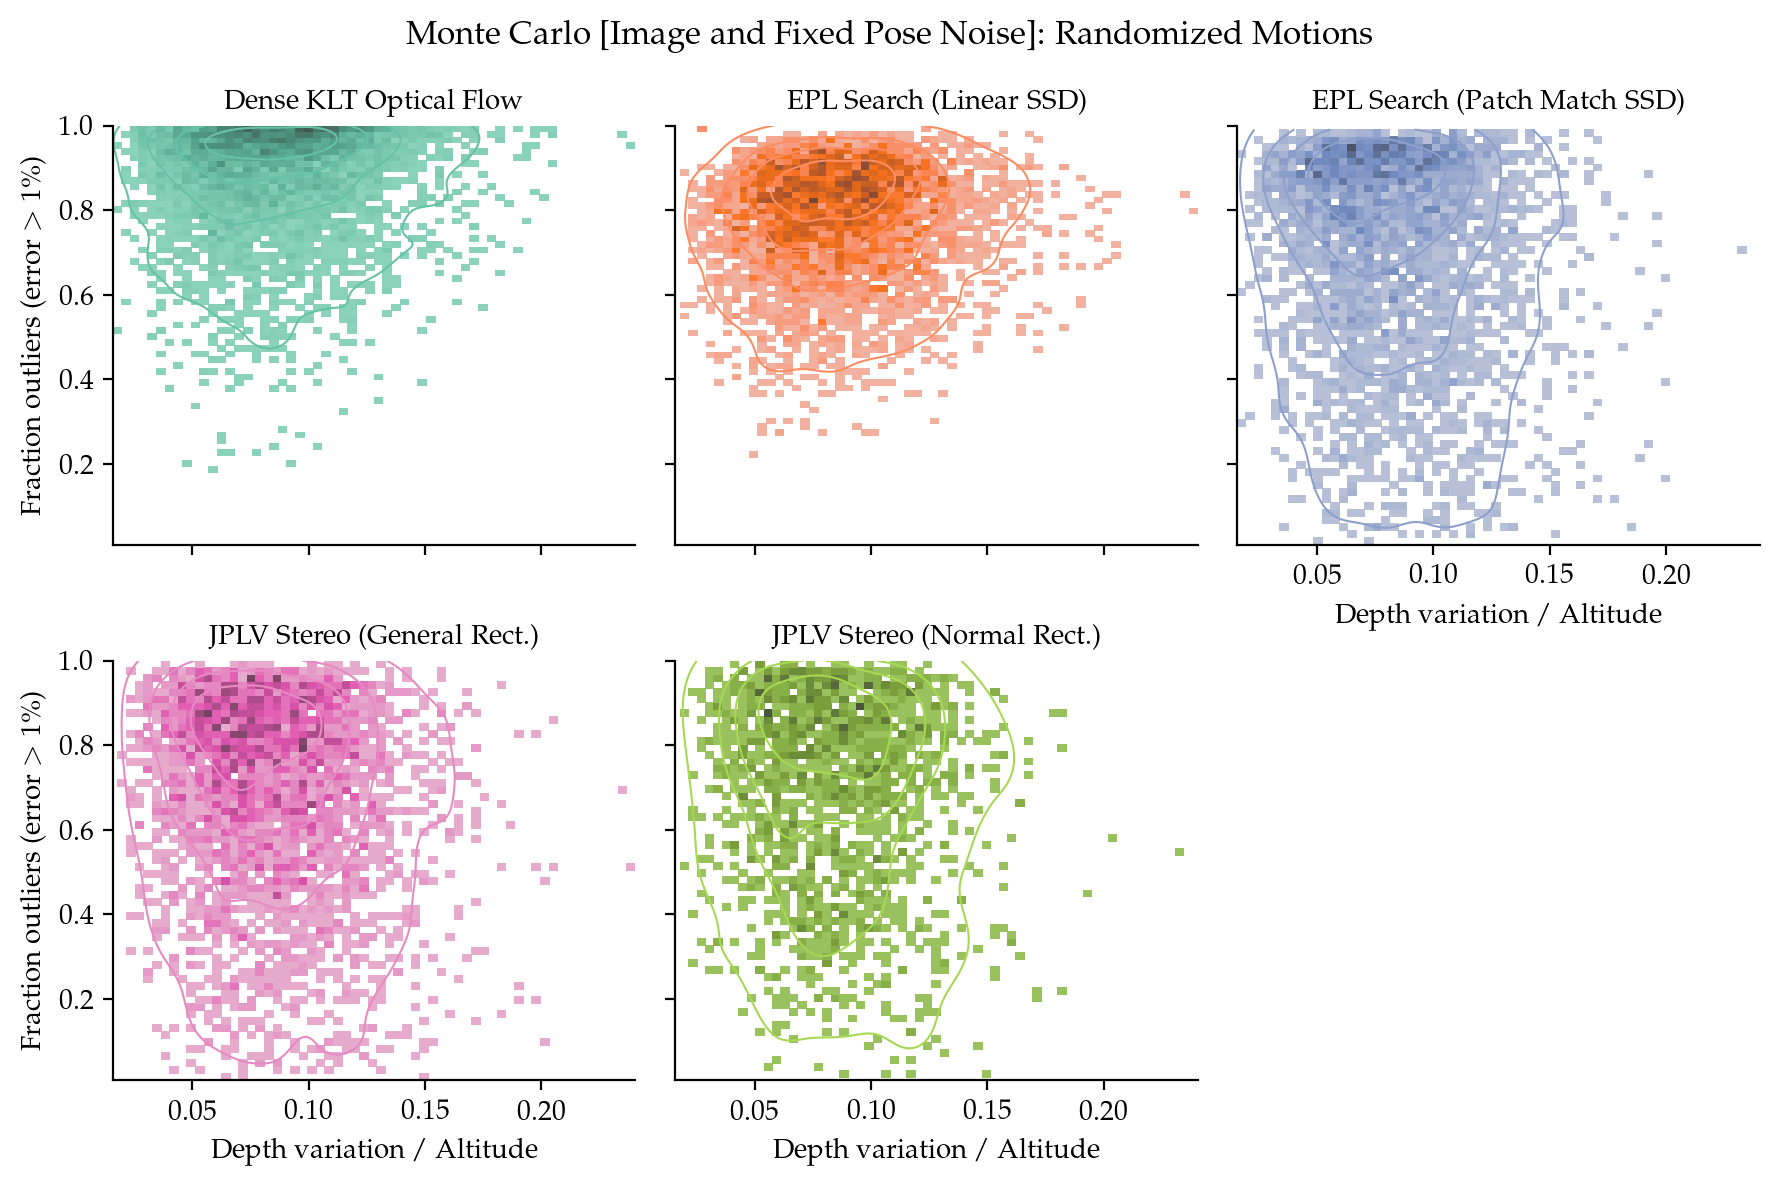 Monte Carlo [Image and Fixed Pose Noise]: Randomized Motions
Dense KLT Optical Flow
EPL Search (Linear SSD)
EPL Search (Patch Match SSD)
Fraction outliers (error > 1%)
1.0
0.8
0.6
0.4
0.2
0.05 0.10 0.15 0.20
Depth variation / Altitude
JPLV Stereo (General Rect.)
JPLV Stereo (Normal Rect.)
Fraction outliers (error > 1%)
1.0
0.8
0.6
0.4
0.2
0.05 0.10 0.15 0.20
Depth variation / Altitude
0.05 0.10 0.15 0.20
Depth variation / Altitude